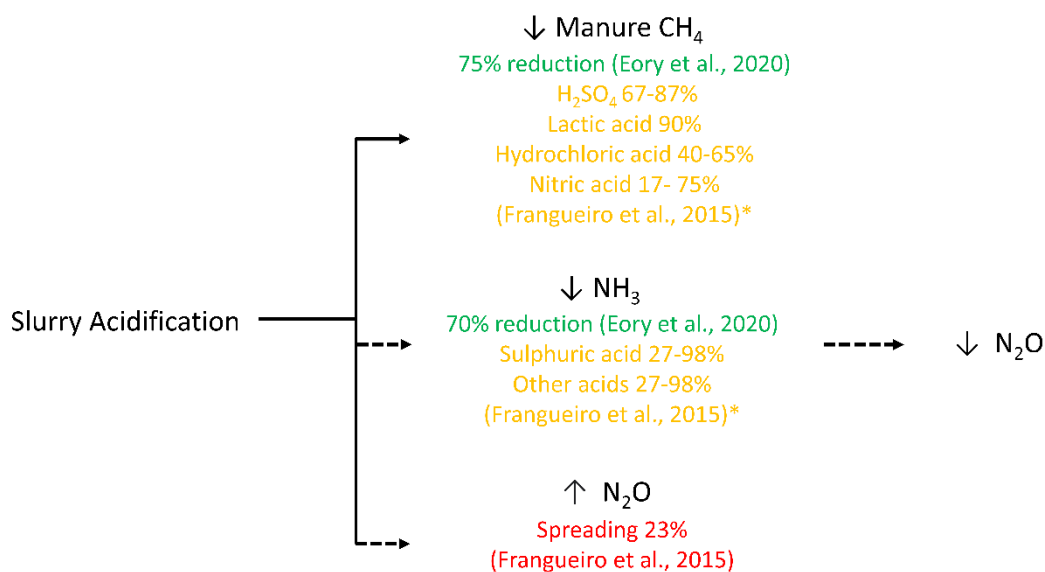 ↓ Manure CH₄
75% reduction (Eory et al., 2020)
H₂SO₄ 67-87%
Lactic acid 90%
Hydrochloric acid 40-65%
Nitric acid 17- 75%
(Frangueiro et al., 2015)*
Slurry Acidification
↓ NH₃
70% reduction (Eory et al., 2020)
Sulphuric acid 27-98%
Other acids 27-98%
(Frangueiro et al., 2015)*
↓ N₂O
↑ N₂O
Spreading 23%
(Frangueiro et al., 2015)